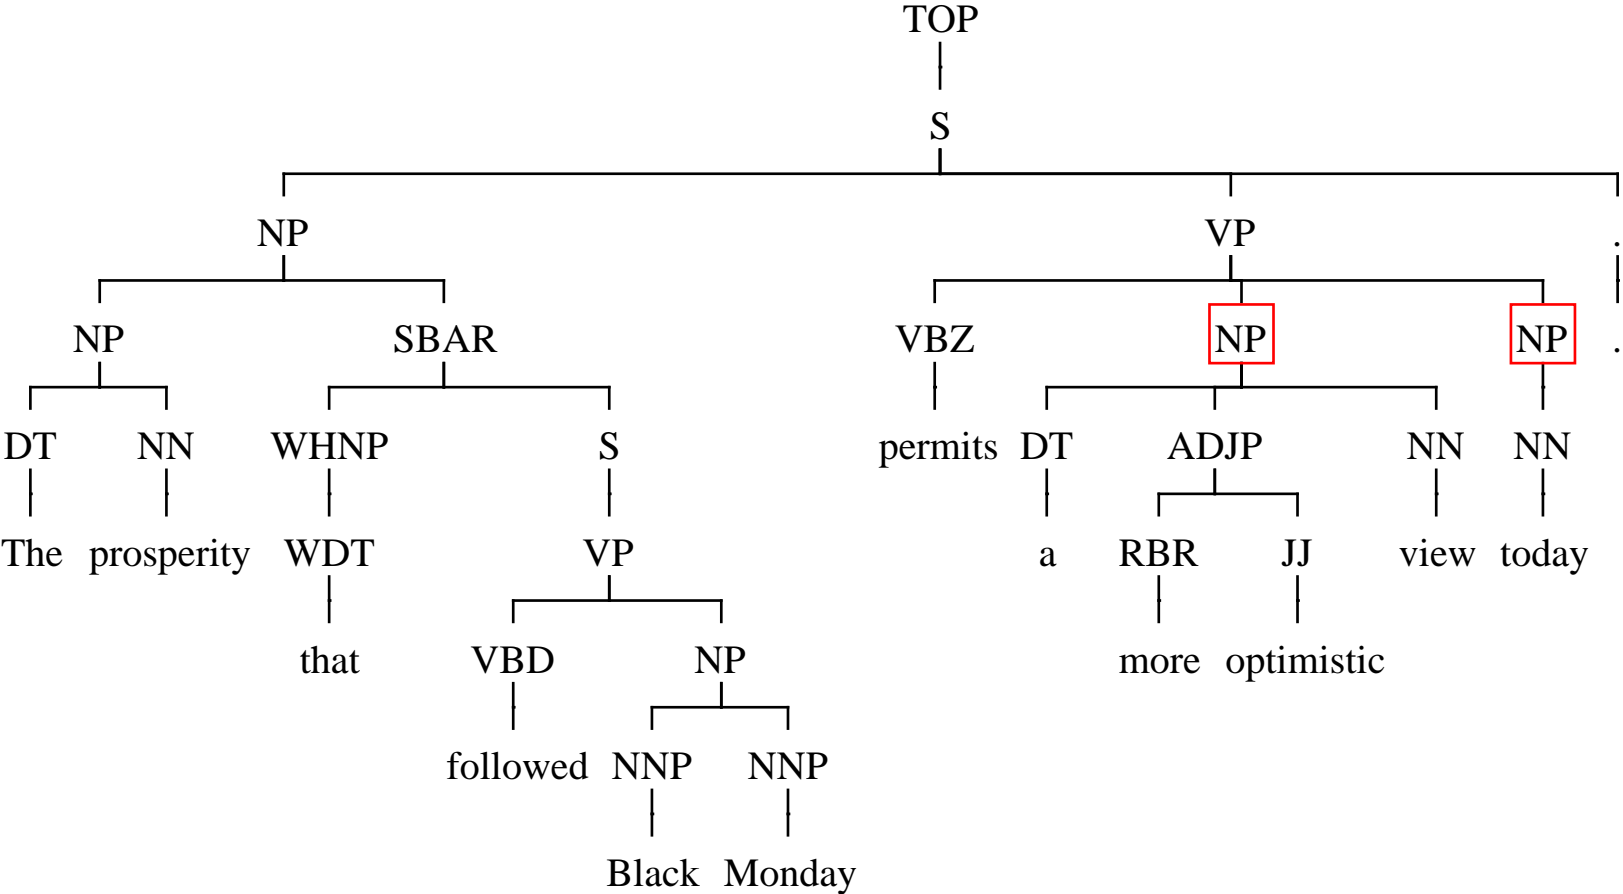 TOP
S
NP VP .
NP SBAR VBZ NP NP .
DT NN WHNP S permits DT ADJP NN NN
The prosperity WDT VP a RBR JJ view today
that VBD NP more optimistic
followed NNP NNP
Black Monday